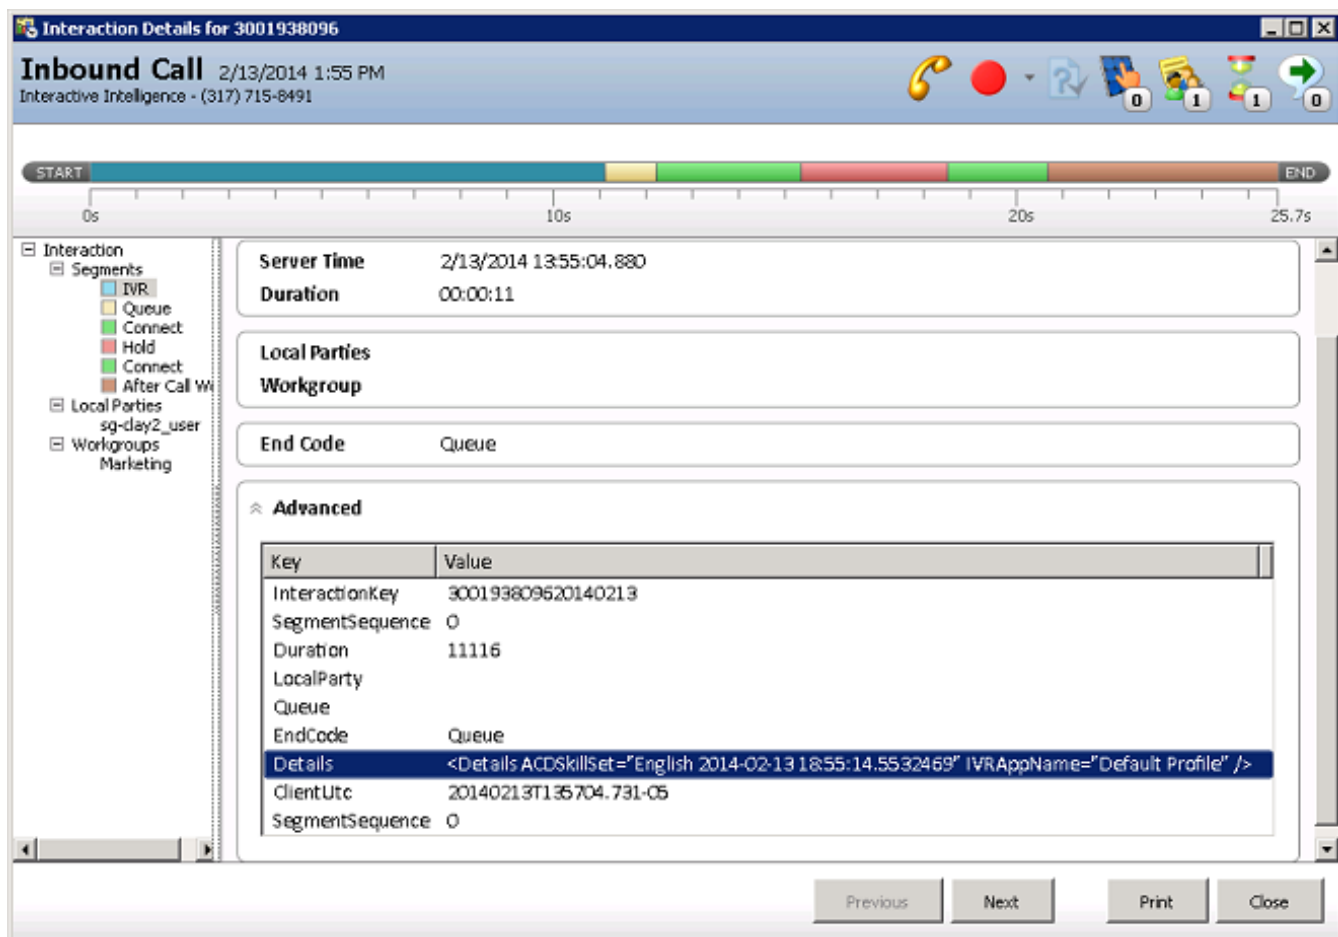 Interaction Details for 3001938096
Inbound Call 2/13/2014 1:55 PM
Interactive Intelligence - (317) 715-8491
0 1 1 0
START END
0s 10s 20s 25.7s
Interaction
Segments
IVR
Queue
Connect
Hold
Connect
After Call W
Local Parties
sg-clay2_user
Workgroups
Marketing
Server Time 2/13/2014 13:55:04.880
Duration 00:00:11
Local Parties
Workgroup
End Code Queue
Advanced
Key Value
InteractionKey 300193809620140213
SegmentSequence 0
Duration 11116
LocalParty
Queue
EndCode Queue
Details <Details ACDSkillSet="English 2014-02-13 18:55:14.5532469" IVRAppName="Default Profile" />
ClientUtc 20140213T135704.731-05
SegmentSequence 0
Previous Next Print Close